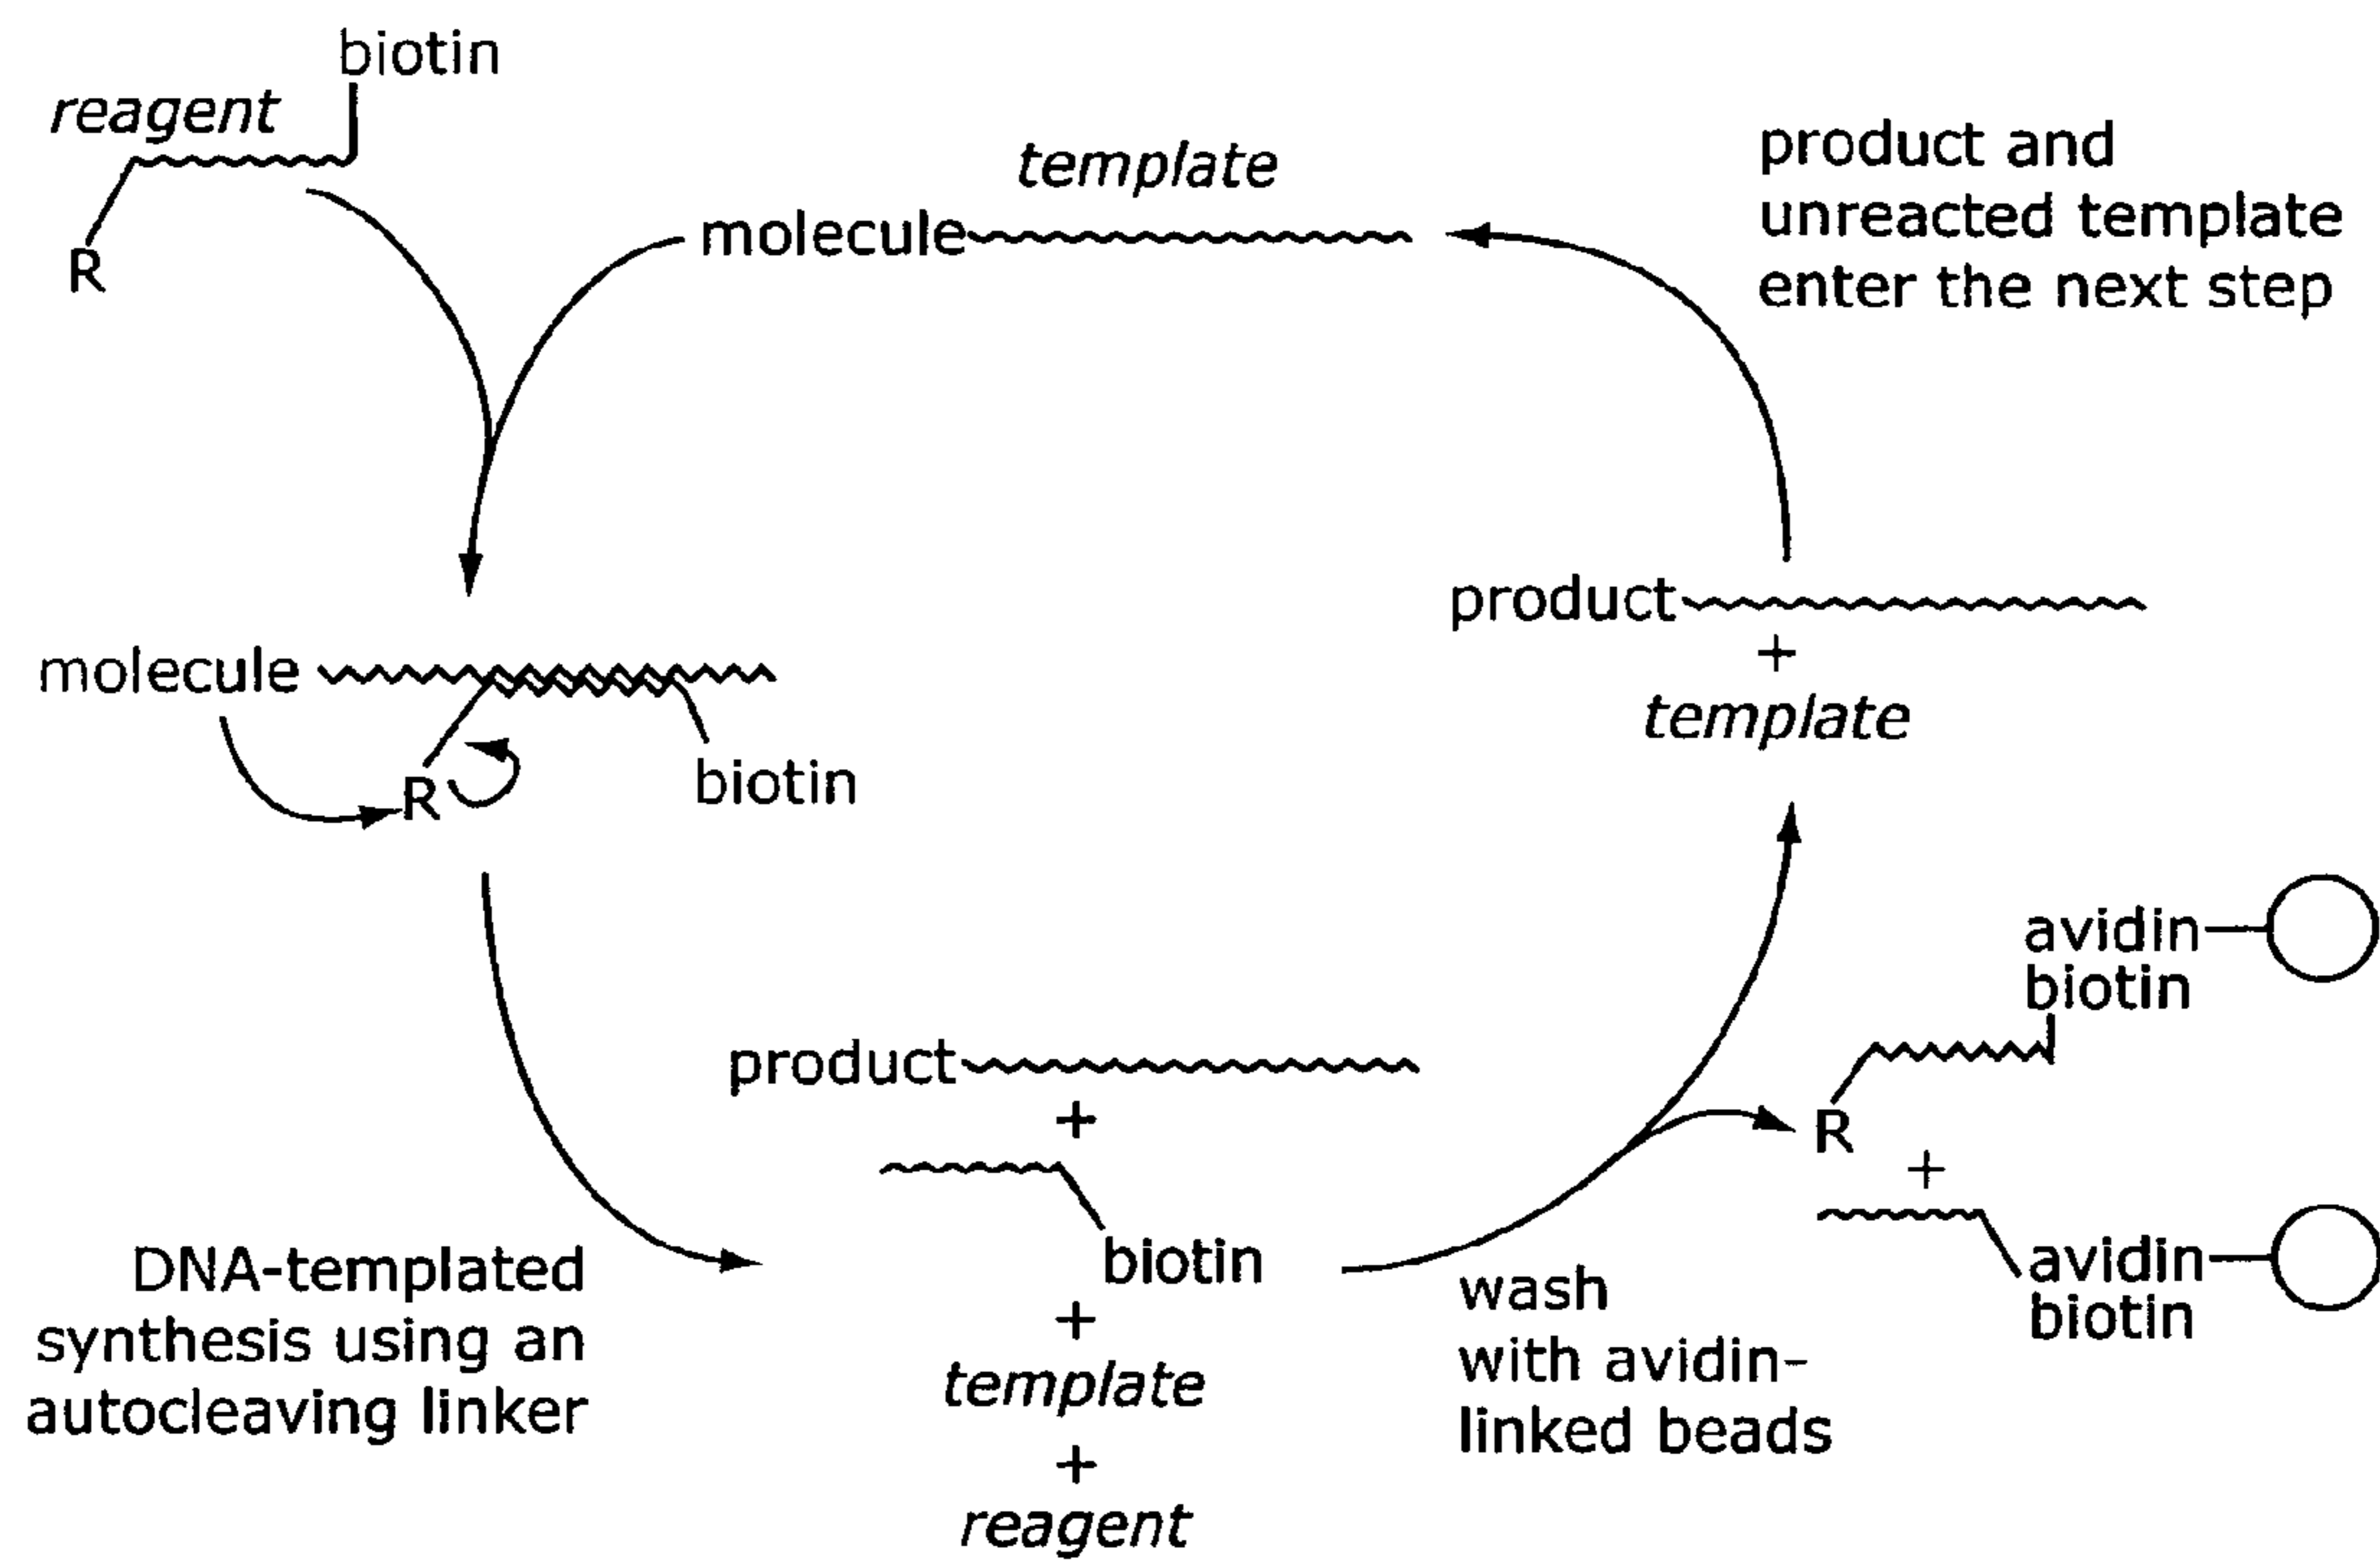 biotin
reagent
R
template
molecule
product and
unreacted template
enter the next step
molecule
R
biotin
product
+
template
DNA-templated
synthesis using an
autocleaving linker
product
+
biotin
+
template
+
reagent
wash
with avidin-
linked beads
avidin
biotin
R
+
avidin
biotin